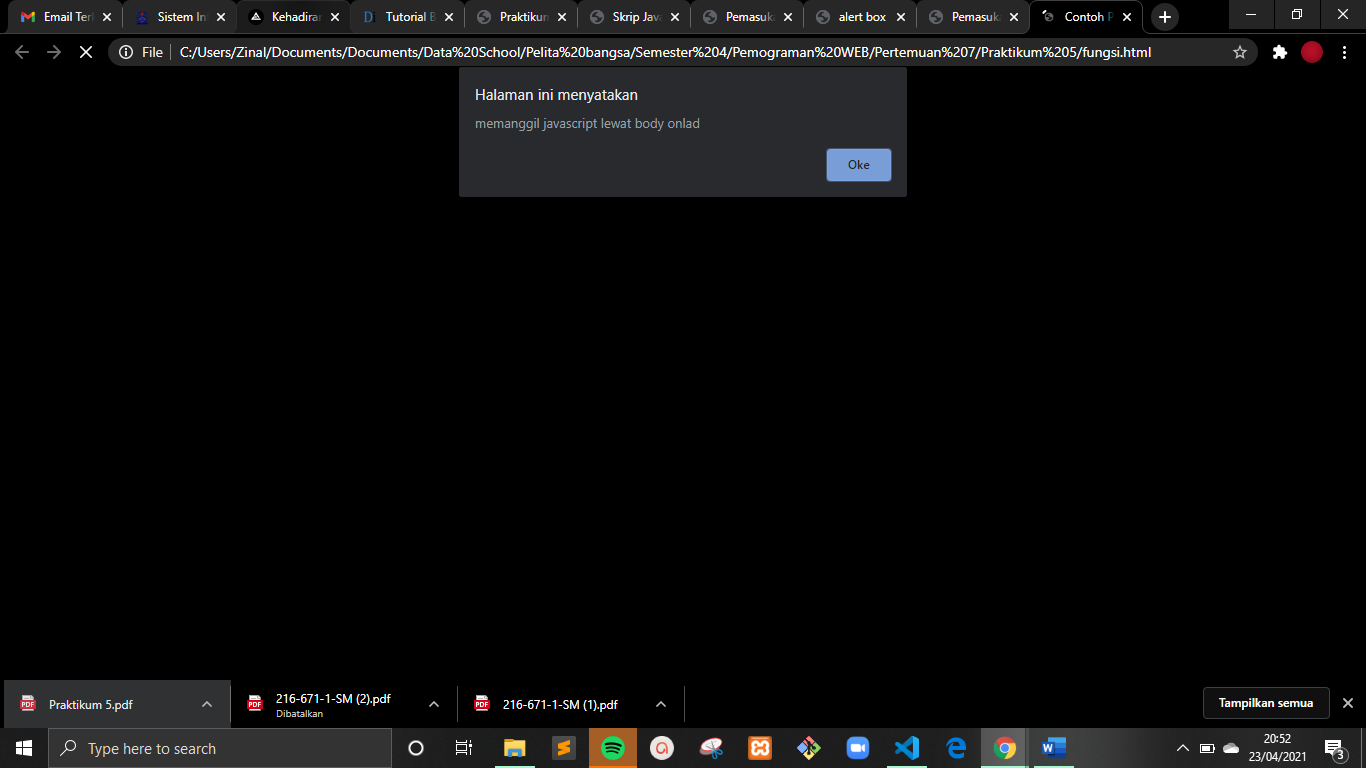 Email Terl
Sistem In
Kehadiran
Tutorial B
Praktikum
Skrip Java
Pemasuka
alert box
Pemasuka
Contoh P
File
C:/Users/Zinal/Documents/Documents/Data%20School/Pelita%20bangsa/Semester%204/Pemograman%20WEB/Pertemuan%207/Praktikum%205/fungsi.html
Halaman ini menyatakan
memanggil javascript lewat body onlad
Oke
Praktikum 5.pdf
216-671-1-SM (2).pdf
Dibatalkan
216-671-1-SM (1).pdf
Tampilkan semua
Type here to search
20:52
23/04/2021
3